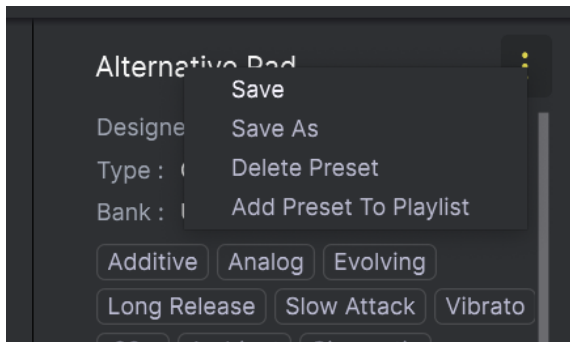 Alternative Pad
Save
Designe Save As
Type : Delete Preset
Bank : Add Preset To Playlist
Additive Analog Evolving
Long Release Slow Attack Vibrato